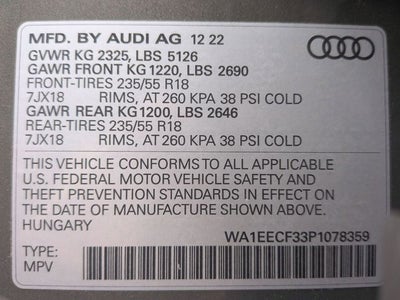 MFD. BY AUDI AG 12 22
GVWR KG 2325, LBS 5126
GAWR FRONT KG 1220, LBS 2690
FRONT-TIRES 235/55 R18
7JX18 RIMS, AT 260 KPA 38 PSI COLD
GAWR REAR KG 1200, LBS 2646
REAR-TIRES 235/55 R18
7JX18 RIMS, AT 260 KPA 38 PSI COLD
THIS VEHICLE CONFORMS TO ALL APPLICABLE
U.S. FEDERAL MOTOR VEHICLE SAFETY AND
THEFT PREVENTION STANDARDS IN EFFECT ON
THE DATE OF MANUFACTURE SHOWN ABOVE.
HUNGARY
WA1EECF33P1078359
TYPE:
MPV